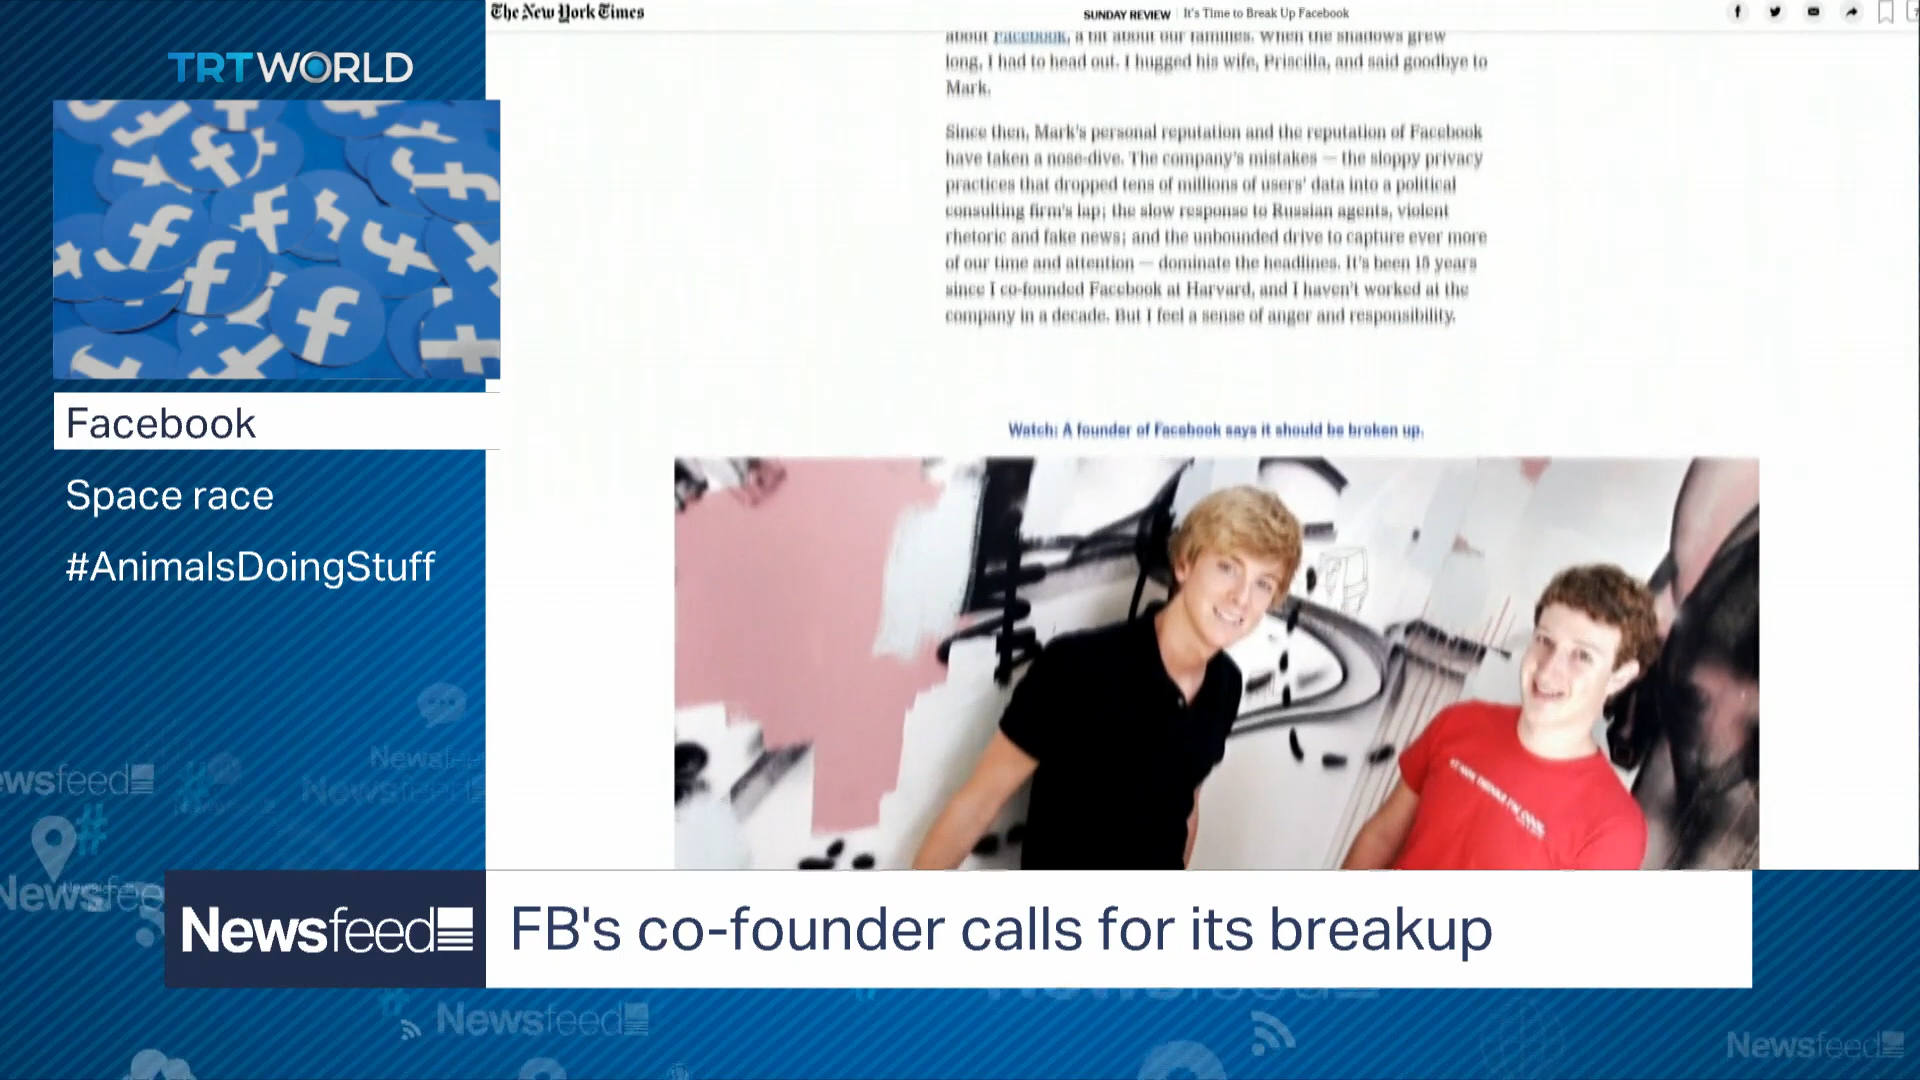 The New York Times
SUNDAY REVIEW | It's Time to Break Up Facebook
TRT WORLD
about Facebook, a bit about our families. When the shadows grew
long, I had to head out. I hugged his wife, Priscilla, and said goodbye to
Mark.
Since then, Mark's personal reputation and the reputation of Facebook
have taken a nose-dive. The company's mistakes — the sloppy privacy
practices that dropped tens of millions of users' data into a political
consulting firm's lap; the slow response to Russian agents, violent
rhetoric and fake news; and the unbounded drive to capture ever more
of our time and attention — dominate the headlines. It's been 15 years
since I co-founded Facebook at Harvard, and I haven't worked at the
company in a decade. But I feel a sense of anger and responsibility.
Watch: A founder of Facebook says it should be broken up.
Facebook
Space race
#AnimalsDoingStuff
Newsfeed
FB's co-founder calls for its breakup
Newsfeed
Newsfeed